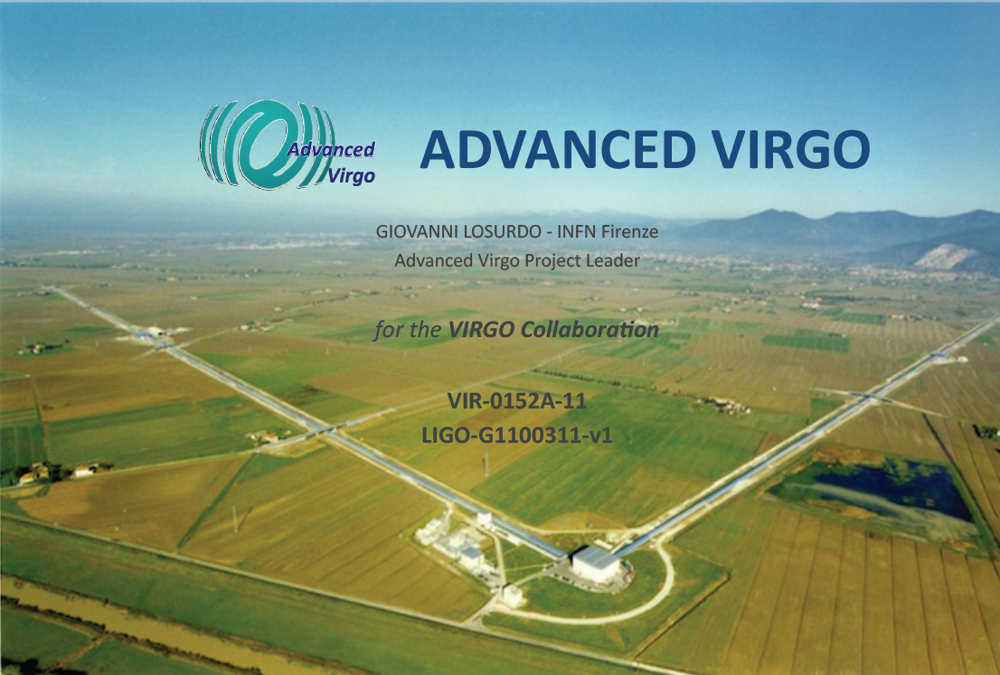 Advanced
Virgo
ADVANCED VIRGO
GIOVANNI LOSURDO - INFN Firenze
Advanced Virgo Project Leader
for the VIRGO Collaboration
VIR-0152A-11
LIGO-G1100311-v1